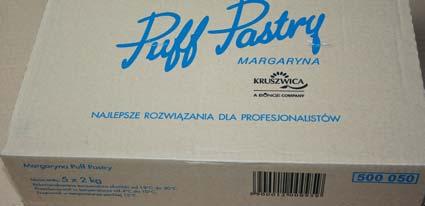 Puff Pastry
MARGARYNA
KRUSZWICA
A BUNGE COMPANY
NAJLEPSZE ROZWIĄZANIA DLA PROFESJONALISTÓW
Margaryna Puff Pastry
5 x 2 kg
500 050